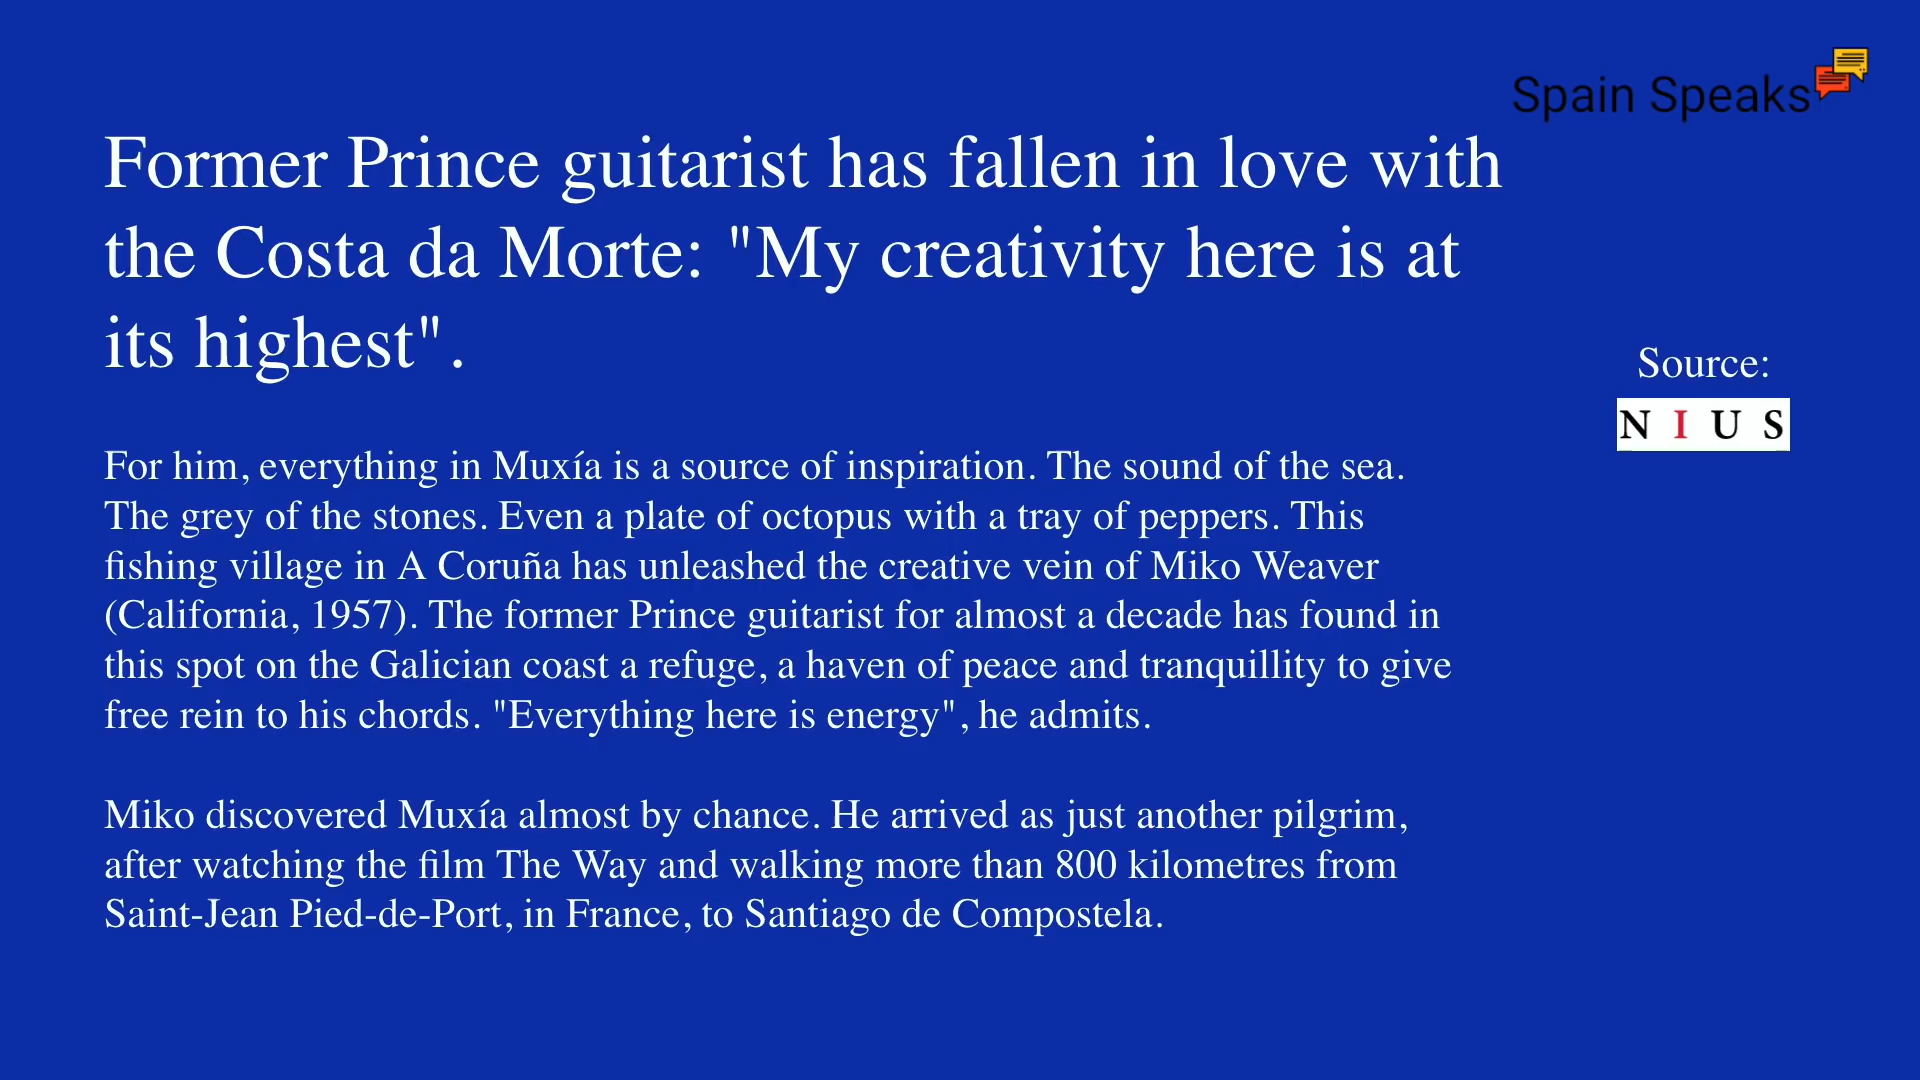 Spain Speaks
Former Prince guitarist has fallen in love with
the Costa da Morte: "My creativity here is at
its highest".
Source:
NIUS
For him, everything in Muxía is a source of inspiration. The sound of the sea.
The grey of the stones. Even a plate of octopus with a tray of peppers. This
fishing village in A Coruña has unleashed the creative vein of Miko Weaver
(California, 1957). The former Prince guitarist for almost a decade has found in
this spot on the Galician coast a refuge, a haven of peace and tranquillity to give
free rein to his chords. "Everything here is energy", he admits.
Miko discovered Muxía almost by chance. He arrived as just another pilgrim,
after watching the film The Way and walking more than 800 kilometres from
Saint-Jean Pied-de-Port, in France, to Santiago de Compostela.